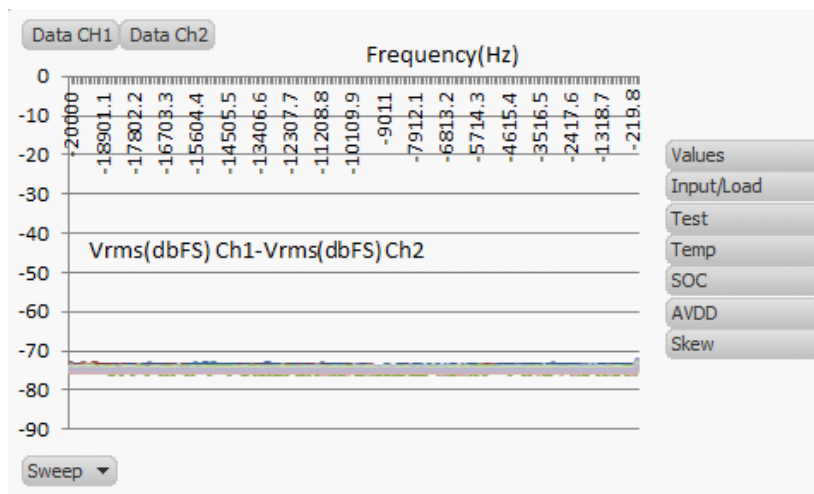 Data CH1 Data Ch2
Frequency(Hz)
0
-10
-20
-30
-40
-50
-60
-70
-80
-90
-20000
-18901.1
-17802.2
-16703.3
-15604.4
-14505.5
-13406.6
-12307.7
-11208.8
-10109.9
-9011
-7912.1
-6813.2
-5714.3
-4615.4
-3516.5
-2417.6
-1318.7
-219.8
Vrms(dbFS) Ch1-Vrms(dbFS) Ch2
Values
Input/Load
Test
Temp
SOC
AVDD
Skew
Sweep